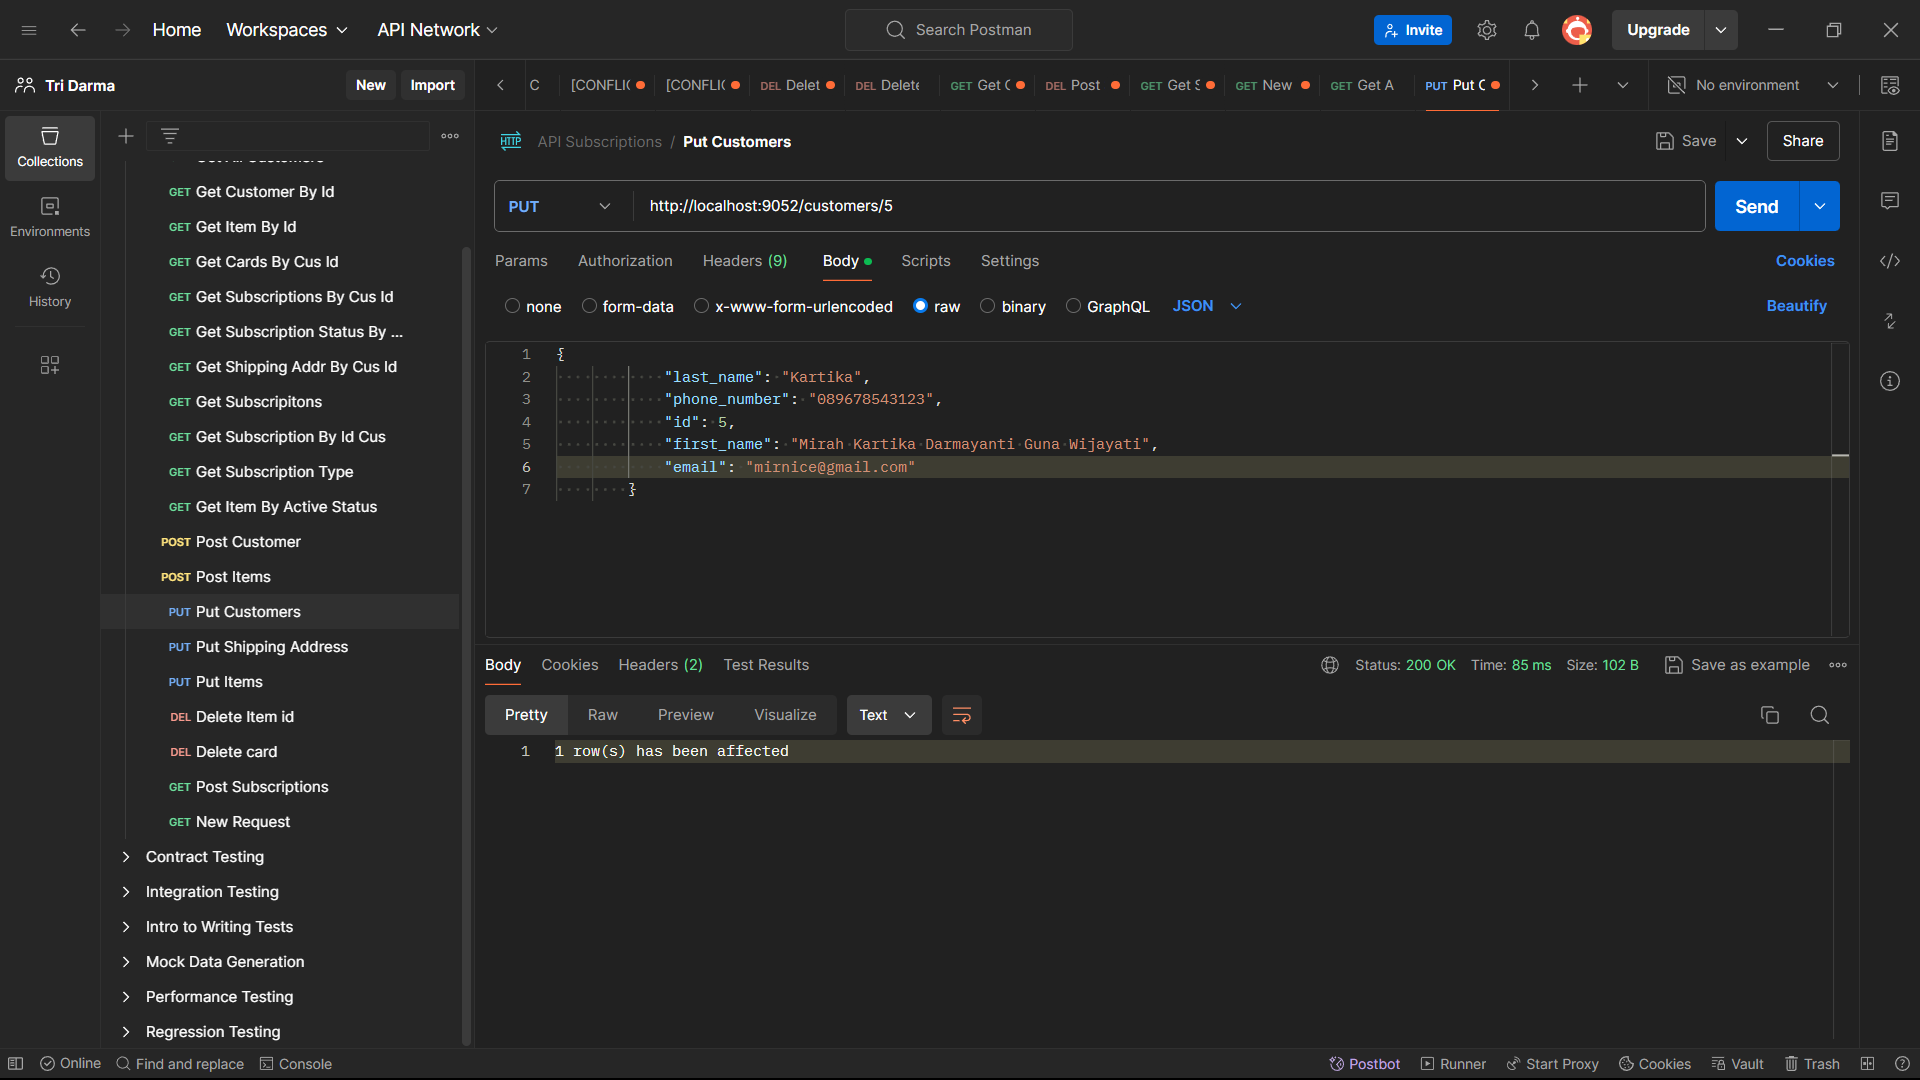 Home
Workspaces
API Network
Search Postman
Invite
Upgrade
Tri Darma
New
Import
C
[CONFLIC
[CONFLIC
DEL Delet
DEL Delete
GET Get C
DEL Post
GET Get S
GET New
GET Get A
PUT Put C
No environment
Collections
Environments
History
Get All Customers
GET Get Customer By Id
GET Get Item By Id
GET Get Cards By Cus Id
GET Get Subscriptions By Cus Id
GET Get Subscription Status By ...
GET Get Shipping Addr By Cus Id
GET Get Subscripitons
GET Get Subscription By Id Cus
GET Get Subscription Type
GET Get Item By Active Status
POST Post Customer
POST Post Items
PUT Put Customers
PUT Put Shipping Address
PUT Put Items
DEL Delete Item id
DEL Delete card
GET Post Subscriptions
GET New Request
Contract Testing
Integration Testing
Intro to Writing Tests
Mock Data Generation
Performance Testing
Regression Testing
HTTP API Subscriptions / Put Customers
Save
Share
PUT http://localhost:9052/customers/5
Send
Params Authorization Headers (9) Body Scripts Settings
Cookies
none form-data x-www-form-urlencoded raw binary GraphQL JSON
Beautify
1 {
2 "last_name": "Kartika",
3 "phone_number": "089678543123",
4 "id": 5,
5 "first_name": "Mirah Kartika Darmayanti Guna Wijayati",
6 "email": "mirnice@gmail.com"
7 }
Body Cookies Headers (2) Test Results
Status: 200 OK Time: 85 ms Size: 102 B
Save as example
Pretty Raw Preview Visualize Text
1 1 row(s) has been affected
Online
Find and replace
Console
Postbot
Runner
Start Proxy
Cookies
Vault
Trash